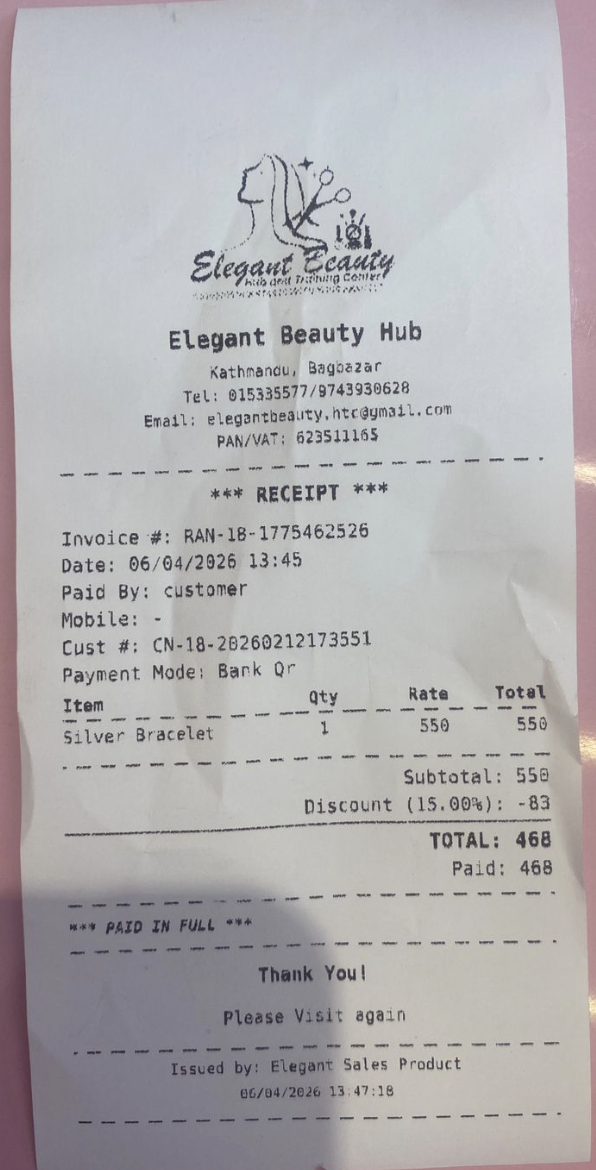 Elegant Beauty
Hub and Training Center
Elegant Beauty Hub
Kathmandu, Bagbazar
Tel: 015335577/9743930628
Email: elegantbeauty.htc@gmail.com
PAN/VAT: 623511165
*** RECEIPT ***
Invoice #: RAN-18-1775462526
Date: 06/04/2026 13:45
Paid By: customer
Mobile: -
Cust #: CN-18-20260212173551
Payment Mode: Bank Qr
Item Qty Rate Total
Silver Bracelet 1 550 550
Subtotal: 550
Discount (15.00%): -83
TOTAL: 468
Paid: 468
*** PAID IN FULL ***
Thank You!
Please Visit again
Issued by: Elegant Sales Product
06/04/2026 13:47:18